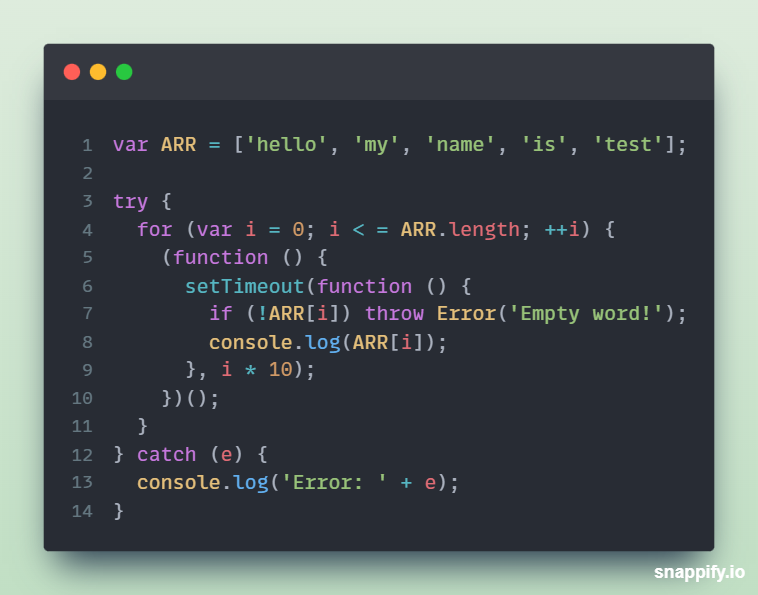 1 var ARR = ['hello', 'my', 'name', 'is', 'test'];
2
3 try {
4   for (var i = 0; i < = ARR.length; ++i) {
5     (function () {
6       setTimeout(function () {
7         if (!ARR[i]) throw Error('Empty word!');
8         console.log(ARR[i]);
9       }, i * 10);
10     })();
11   }
12 } catch (e) {
13   console.log('Error: ' + e);
14 }
snappify.io